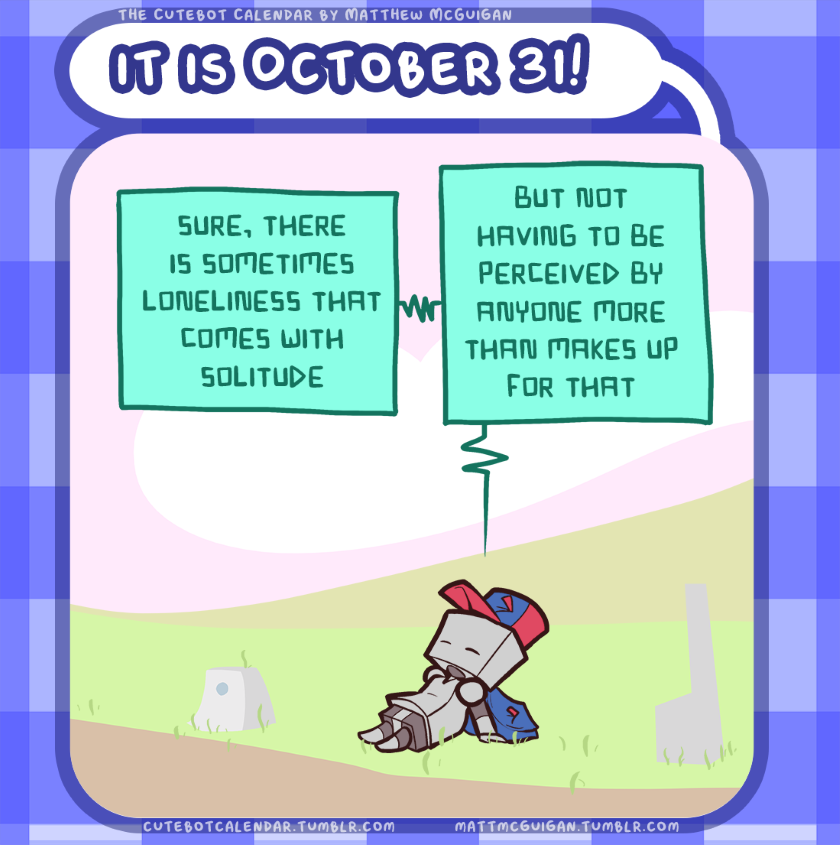 THE CUTEBOT CALENDAR BY MATTHEW MCGUIGAN
IT IS OCTOBER 31!
SURE, THERE
IS SOMETIMES
LONELINESS THAT
COMES WITH
SOLITUDE
BUT NOT
HAVING TO BE
PERCEIVED BY
ANYONE MORE
THAN MAKES UP
FOR THAT
CUTEBOTCALENDAR.TUMBLR.COM
MATTMCGUIGAN.TUMBLR.COM